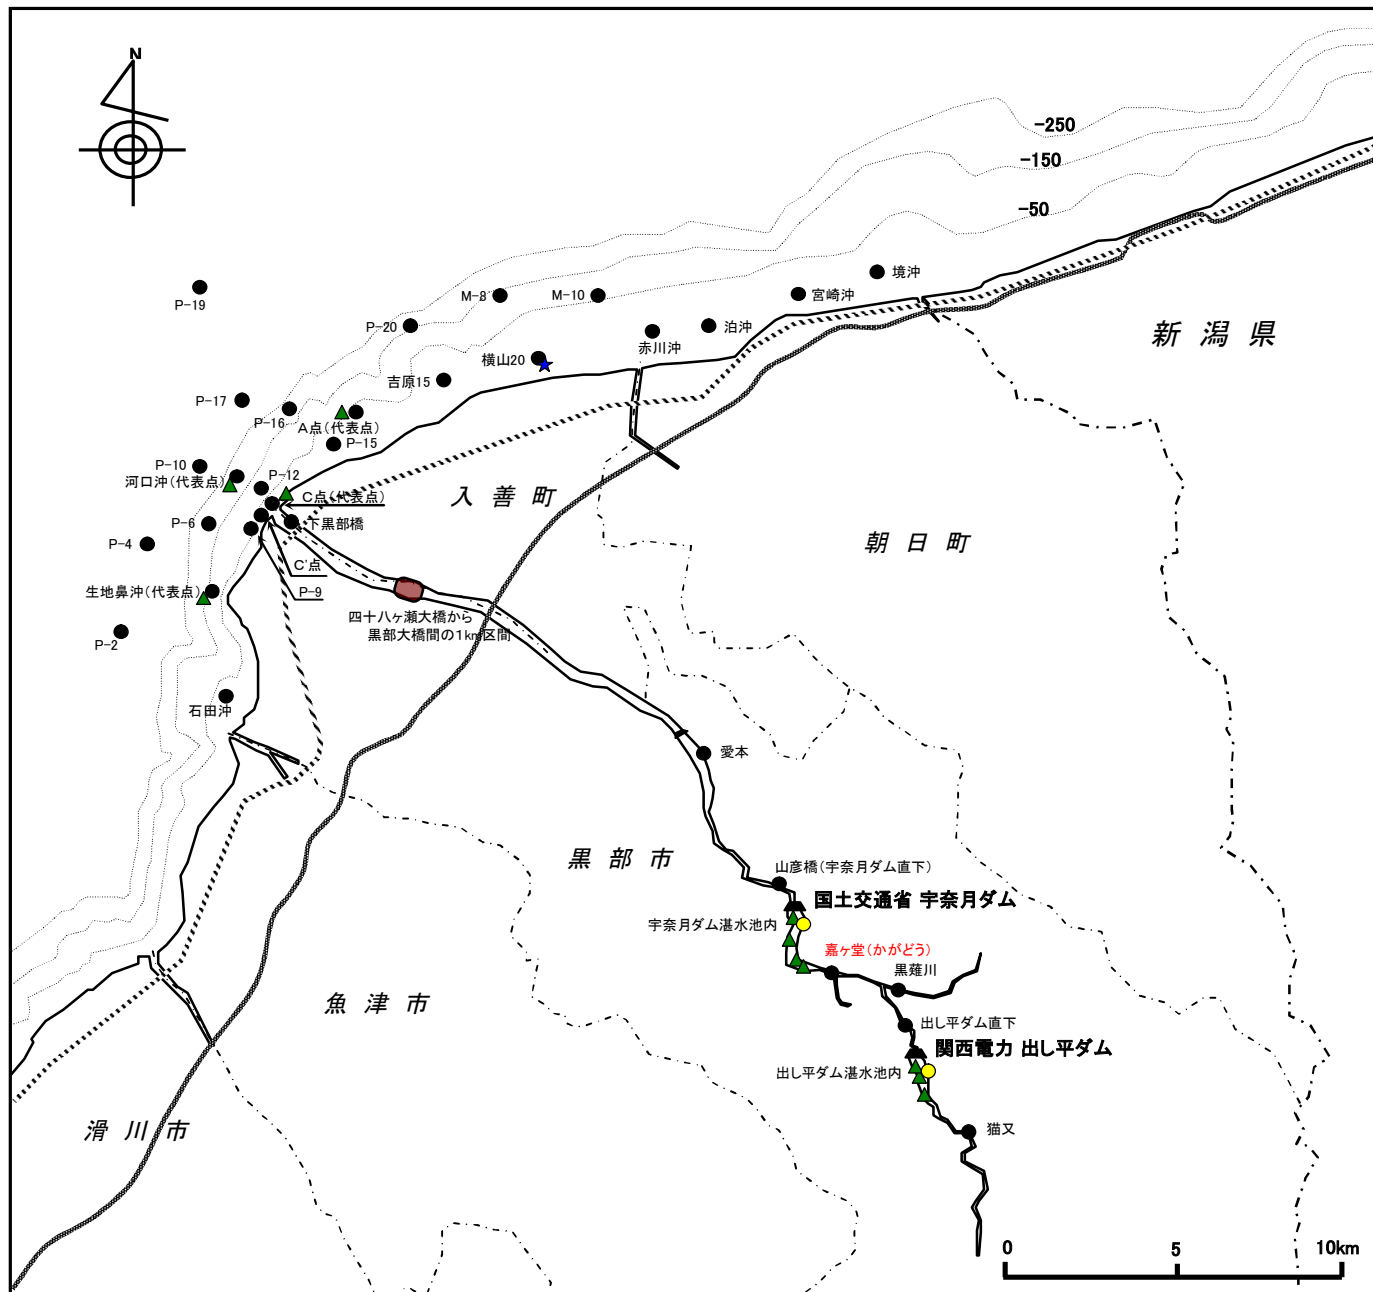 N
-250
-150
-50
境沖
宮崎沖
P-19
M-8
M-10
P-20
泊沖
赤川沖
新潟県
横山20
吉原15
P-17
P-16
A点(代表点)
P-15
P-10
河口沖(代表点)
P-12
C点(代表点)
入善町
P-6
下黒部橋
P-4
朝日町
C'点
P-9
生地鼻沖(代表点)
四十八ヶ瀬大橋から
黒部大橋間の1km区間
P-2
石田沖
愛本
黒部市
山彦橋(宇奈月ダム直下)
国土交通省 宇奈月ダム
宇奈月ダム湛水池内
嘉ヶ堂(かがどう)
黒薙川
魚津市
出し平ダム直下
関西電力 出し平ダム
出し平ダム湛水池内
滑川市
猫又
0 5 10km